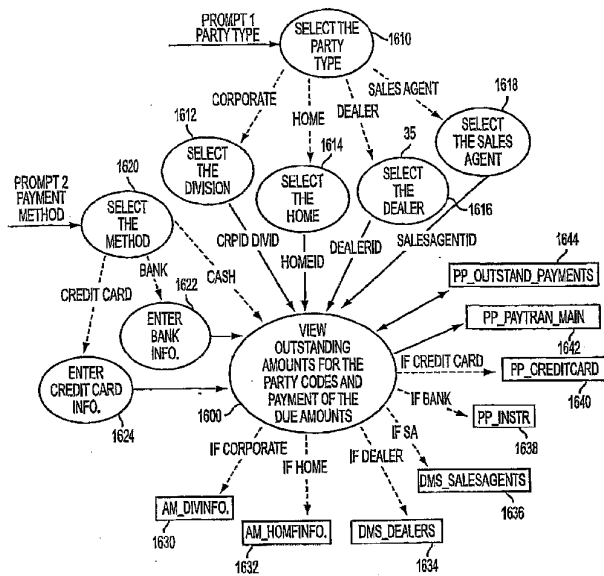 PROMPT 1
PARTY TYPE
SELECT THE
PARTY
TYPE
1610
CORPORATE
HOME
DEALER
SALES AGENT
1618
SELECT
THE SALES
AGENT
1612
SELECT
THE
DIVISION
1614
SELECT
THE
HOME
35
SELECT
THE
DEALER
1616
1620
PROMPT 2
PAYMENT
METHOD
SELECT
THE
METHOD
CRPID DIVID
HOMEID
DEALERID
SALESAGENTID
CREDIT CARD
BANK
CASH
1622
ENTER
BANK
INFO.
ENTER
CREDIT CARD
INFO.
1624
VIEW
OUTSTANDING
AMOUNTS FOR THE
PARTY CODES AND
PAYMENT OF THE
DUE AMOUNTS
1600
1644
PP_OUTSTAND_PAYMENTS
PP_PAYTRAN_MAIN
1642
IF CREDIT CARD
PP_CREDITCARD
1640
IF BANK
PP_INSTR
1638
IF SA
DMS_SALESAGENTS
1636
IF CORPORATE
IF HOME
IF DEALER
AM_DIVINFO.
1630
AM_HOMFINFO.
1632
DMS_DEALERS
1634